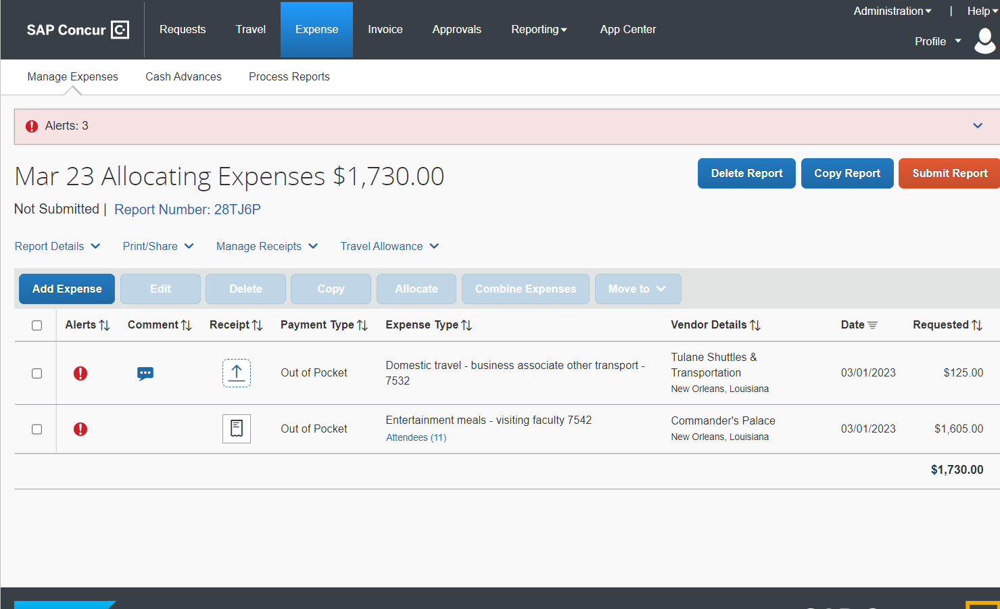 Administration | Help
SAP Concur C. Requests Travel Expense Invoice Approvals Reporting App Center
Profile
Manage Expenses Cash Advances Process Reports
Alerts: 3
Mar 23 Allocating Expenses $1,730.00
Delete Report Copy Report Submit Report
Not Submitted | Report Number: 28TJ6P
Report Details Print/Share Manage Receipts Travel Allowance
Add Expense Edit Delete Copy Allocate Combine Expenses Move to
Alerts Comment Receipt Payment Type Expense Type Vendor Details Date Requested
Out of Pocket
Domestic travel - business associate other transport -
7532
Tulane Shuttles &
Transportation
New Orleans, Louisiana
03/01/2023 $125.00
Out of Pocket
Entertainment meals - visiting faculty 7542
Attendees (11)
Commander's Palace
New Orleans, Louisiana
03/01/2023 $1,605.00
$1,730.00